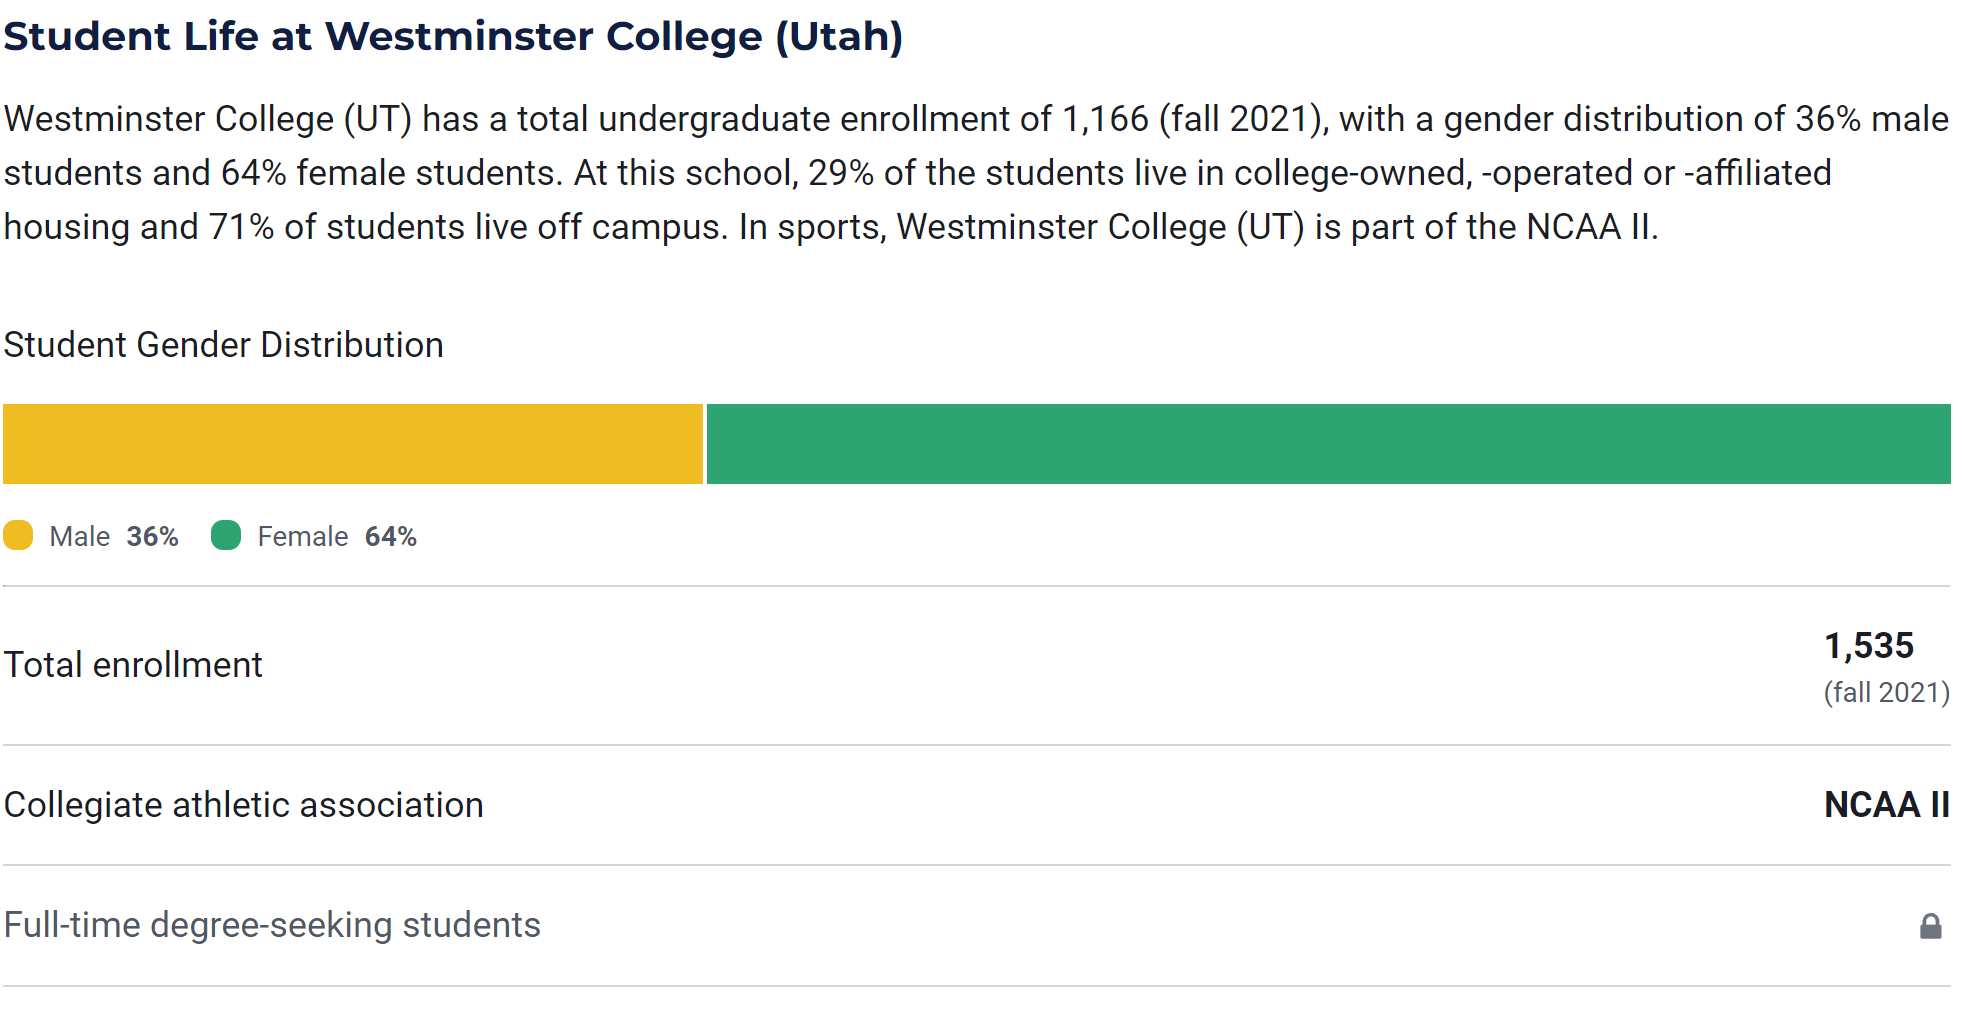 Student Life at Westminster College (Utah)
Westminster College (UT) has a total undergraduate enrollment of 1,166 (fall 2021), with a gender distribution of 36% male
students and 64% female students. At this school, 29% of the students live in college-owned, -operated or -affiliated
housing and 71% of students live off campus. In sports, Westminster College (UT) is part of the NCAA II.
Student Gender Distribution
Male 36% Female 64%
Total enrollment 1,535
(fall 2021)
Collegiate athletic association NCAA II
Full-time degree-seeking students